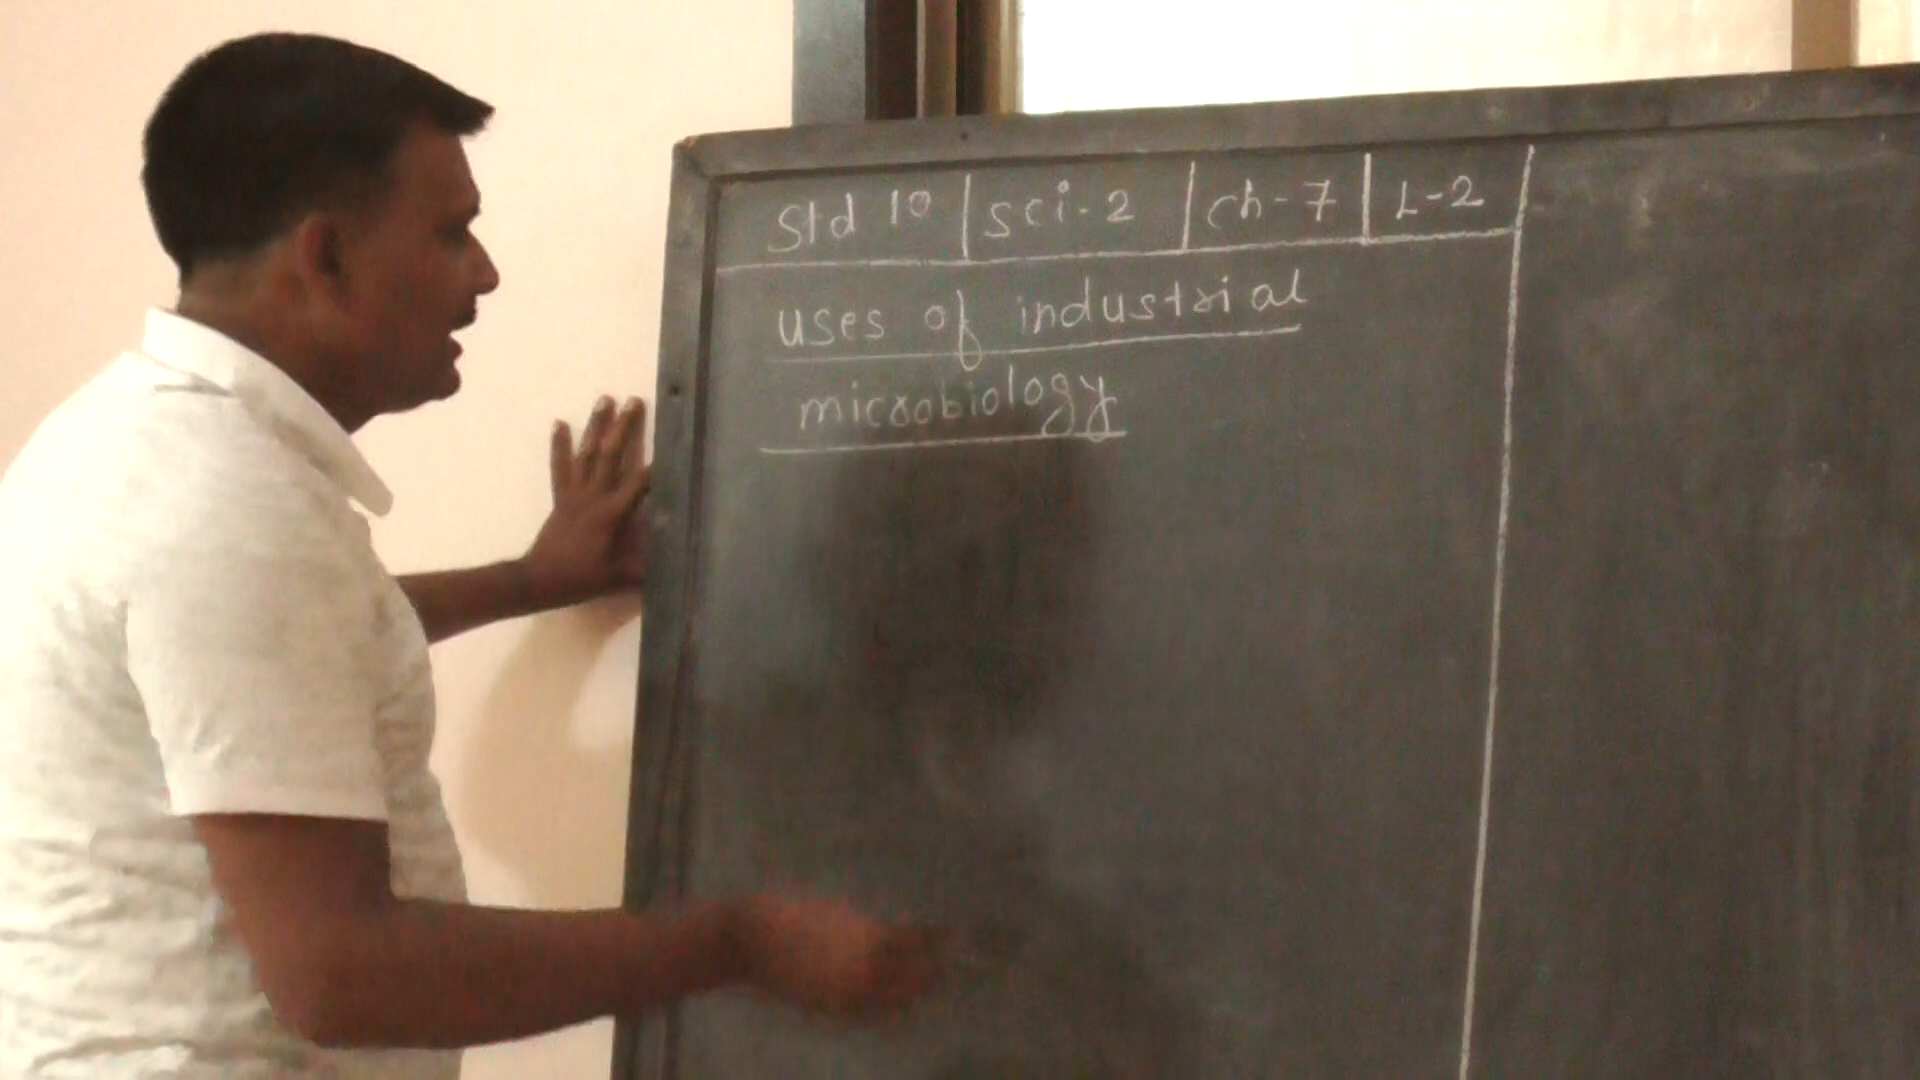 Std 10 | sci-2 | ch-7 | L-2
uses of industrial
microbiology